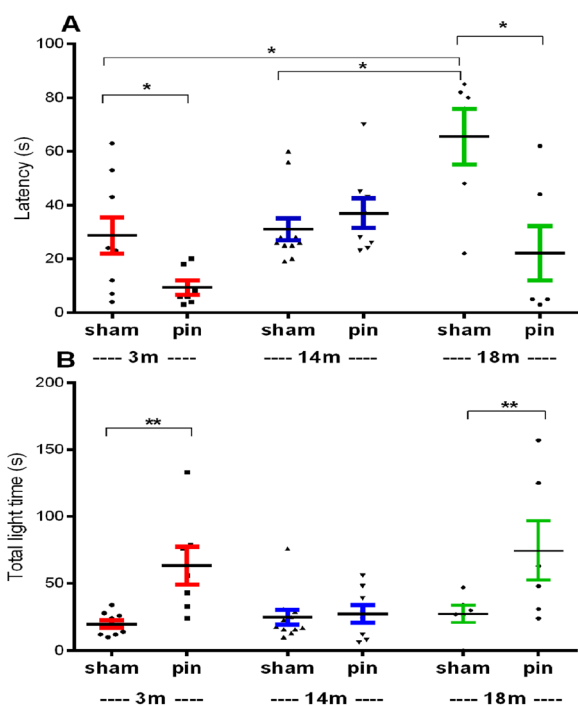 A
*
*
*
*
100
80
60
40
20
0
Latency (s)
sham pin sham pin sham pin
---- 3m ---- ---- 14m ---- ---- 18m ----
B
200
150
100
50
0
Total light time (s)
**
**
sham pin sham pin sham pin
---- 3m ---- ---- 14m ---- ---- 18m ----